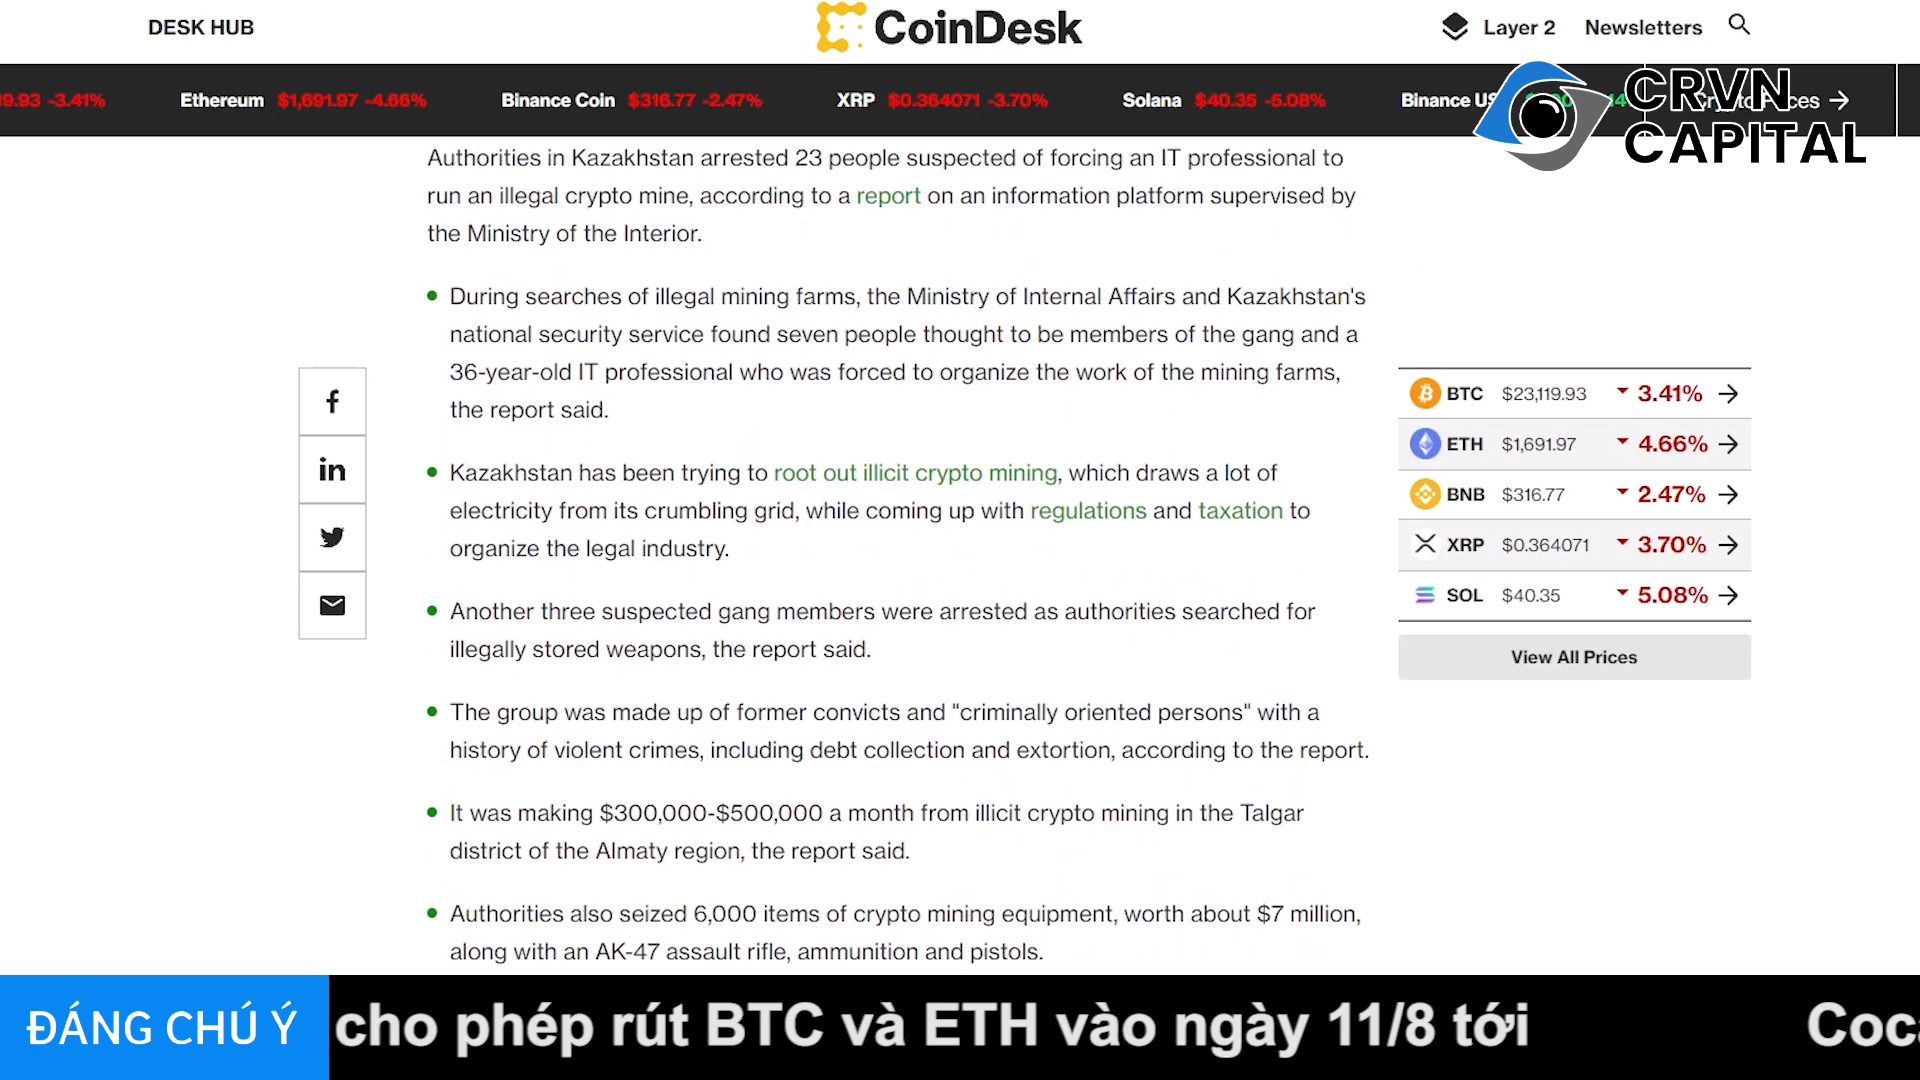 DESK HUB
CoinDesk
Layer 2 Newsletters
9.93 -3.41% Ethereum $1,691.97 -4.66% Binance Coin $316.77 -2.47% XRP $0.364071 -3.70% Solana $40.35 -5.08% Binance US
CRVN
CAPITAL
Authorities in Kazakhstan arrested 23 people suspected of forcing an IT professional to
run an illegal crypto mine, according to a report on an information platform supervised by
the Ministry of the Interior.
During searches of illegal mining farms, the Ministry of Internal Affairs and Kazakhstan's
national security service found seven people thought to be members of the gang and a
36-year-old IT professional who was forced to organize the work of the mining farms,
the report said.
Kazakhstan has been trying to root out illicit crypto mining, which draws a lot of
electricity from its crumbling grid, while coming up with regulations and taxation to
organize the legal industry.
Another three suspected gang members were arrested as authorities searched for
illegally stored weapons, the report said.
The group was made up of former convicts and "criminally oriented persons" with a
history of violent crimes, including debt collection and extortion, according to the report.
It was making $300,000-$500,000 a month from illicit crypto mining in the Talgar
district of the Almaty region, the report said.
Authorities also seized 6,000 items of crypto mining equipment, worth about $7 million,
along with an AK-47 assault rifle, ammunition and pistols.
BTC $23,119.93 3.41%
ETH $1,691.97 4.66%
BNB $316.77 2.47%
XRP $0.364071 3.70%
SOL $40.35 5.08%
View All Prices
ĐÁNG CHÚ Ý
cho phép rút BTC và ETH vào ngày 11/8 tới